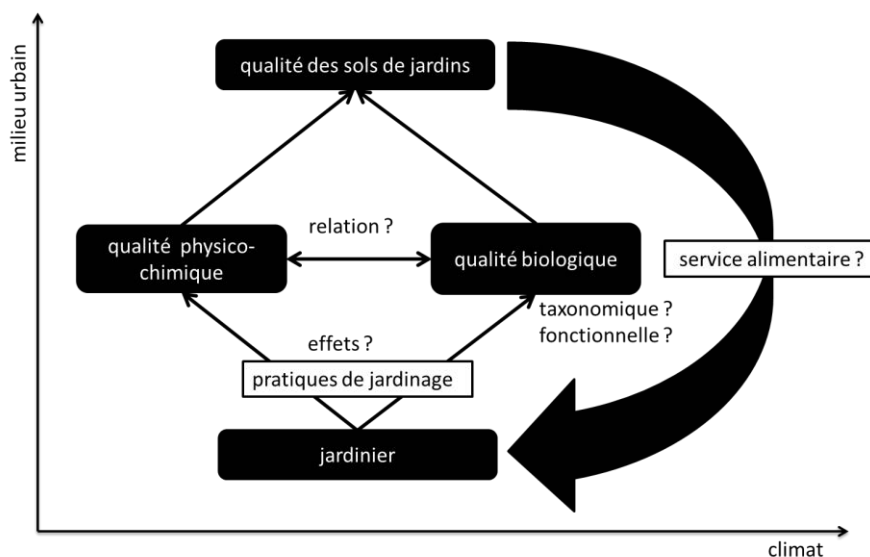 milieu urbain
qualité des sols de jardins
relation ?
qualité physico-
chimique
qualité biologique
service alimentaire ?
taxonomique ?
fonctionnelle ?
effets ?
pratiques de jardinage
jardinier
climat